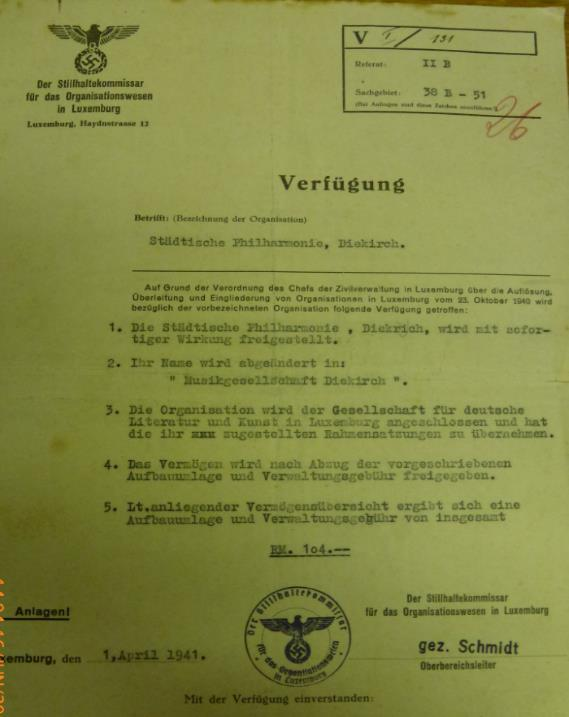 Der Stillhaltekommissar
für das Organisationswesen
in Luxemburg
Luxemburg, Haydnstrasse 12
V I/ 131
Referat: II B
Sachgebiet: 38 B - 51
(Bei Anfragen sind diese Zeichen anzuführen!)
26
Verfügung
Betrifft: (Bezeichnung der Organisation)
Städtische Philharmonie, Diekirch.
Auf Grund der Verordnung des Chefs der Zivilverwaltung in Luxemburg über die Auflösung,
Überleitung und Eingliederung von Organisationen in Luxemburg vom 23. Oktober 1940 wird
bezüglich der vorbezeichneten Organisation folgende Verfügung getroffen:
1. Die Städtische Philharmonie , Diekrich, wird mit sofor-
tiger Wirkung freigestellt.
2. Ihr Name wird abgeändert in:
" Musikgesellschaft Diekirch ".
3. Die Organisation wird der Gesellschaft für deutsche
Literatur und Kunst in Luxemburg angeschlossen und hat
die ihr xxx zugestellten Rahmensatzungen zu übernehmen.
4. Das Vermögen wird nach Abzug der vorgeschriebenen
Aufbauumlage und Verwaltungsgebühr freigegeben.
5. Lt.anliegender Vermögensübersicht ergibt sich eine
Aufbauumlage und Verwaltungsgebühr von insgesamt
RM. 104.--
Anlagen!
emburg, den 1.April 1941.
Der Stillhaltekommissar
für das Organisationswesen
in Luxemburg
Der Stillhaltekommissar
für das Organisationswesen in Luxemburg
gez. Schmidt
Oberbereichsleiter
Mit der Verfügung einverstanden: